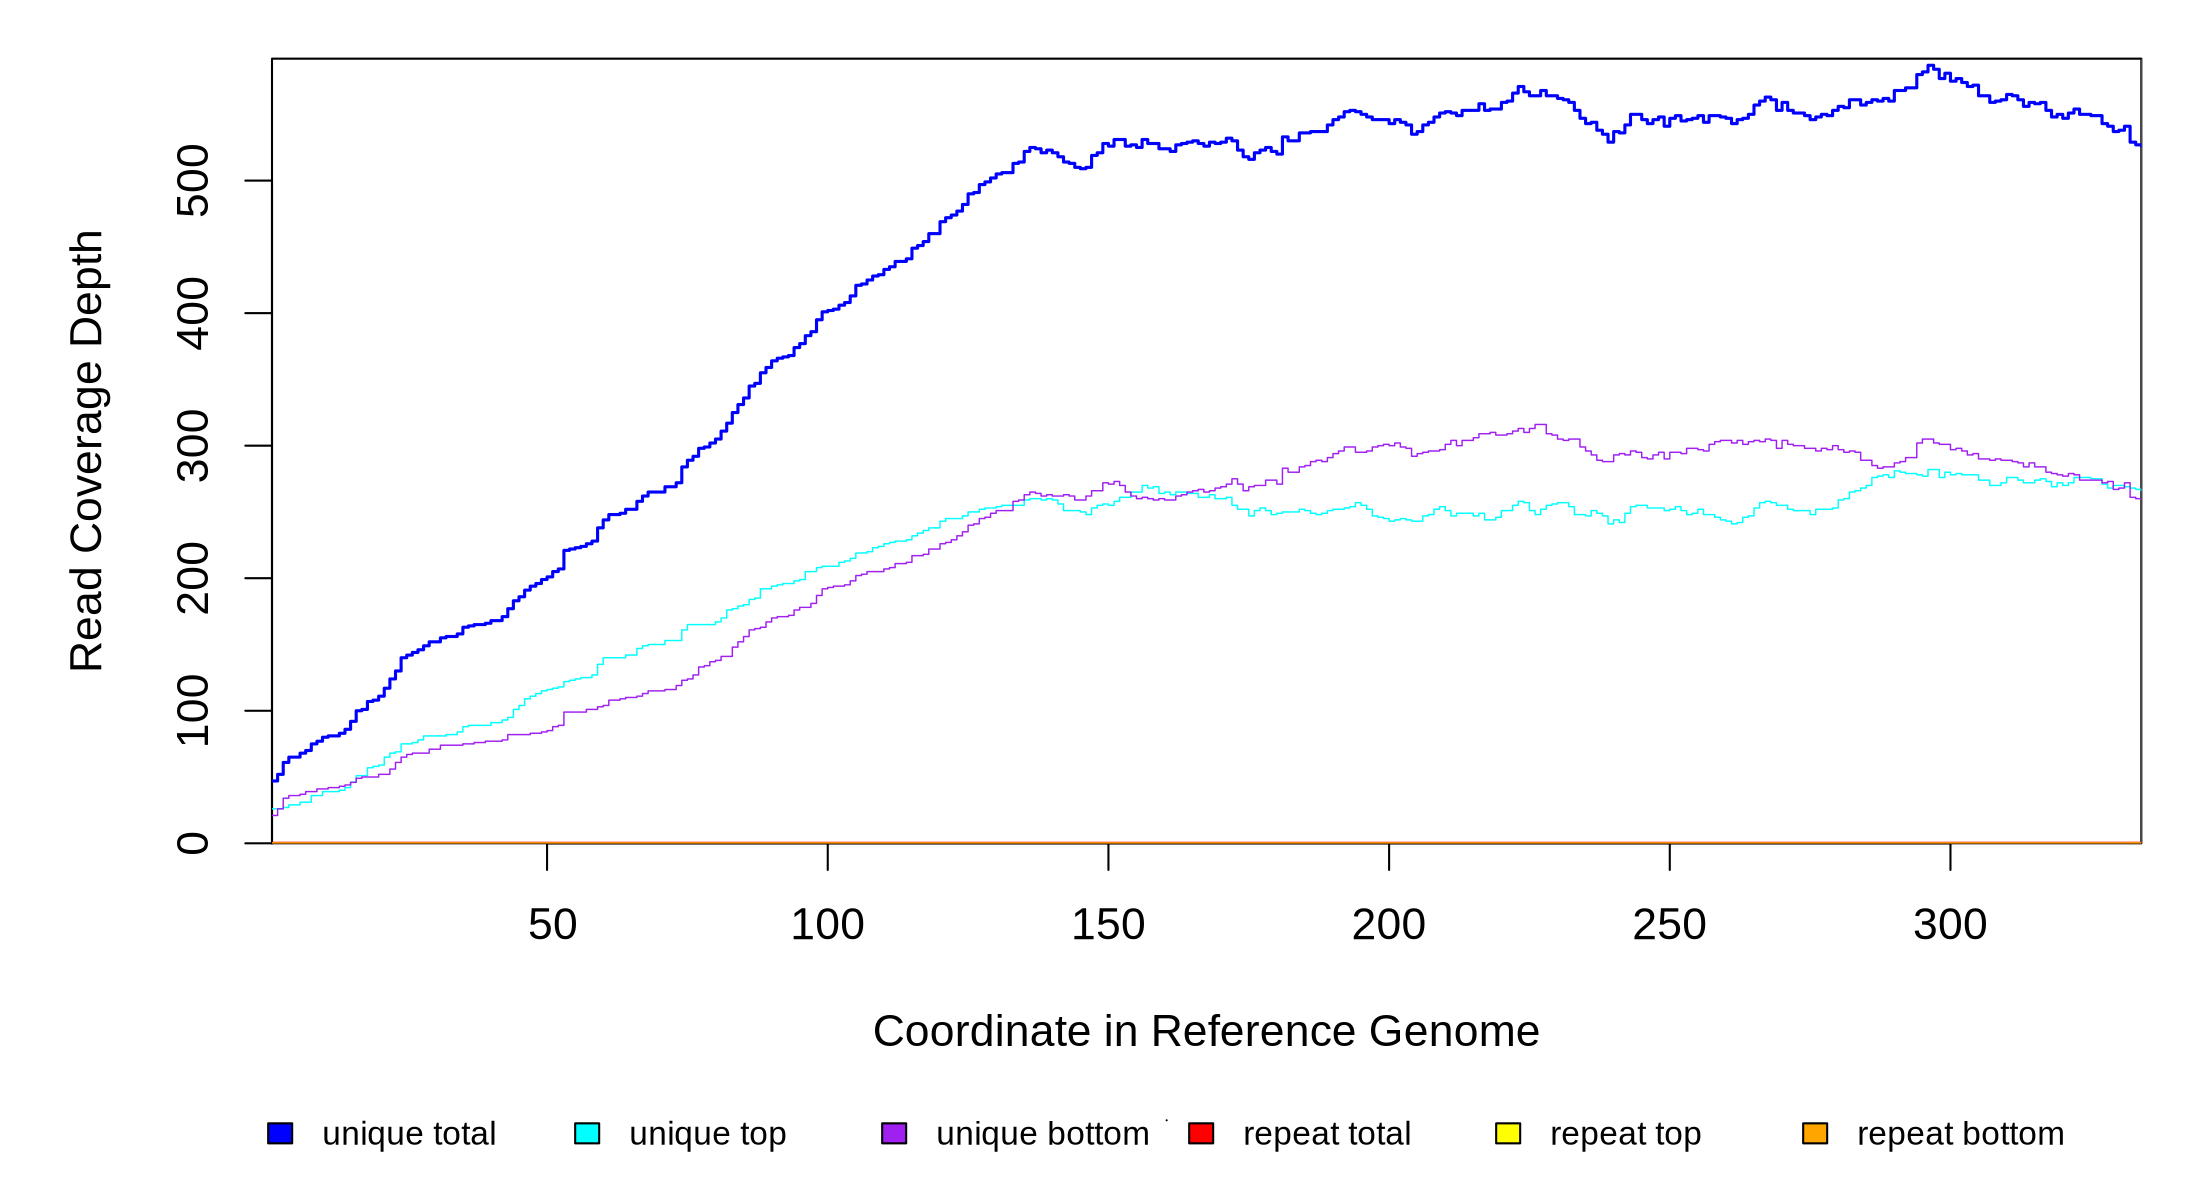 Read Coverage Depth
500
400
300
200
100
0
50 100 150 200 250 300
Coordinate in Reference Genome
unique total unique top unique bottom repeat total repeat top repeat bottom